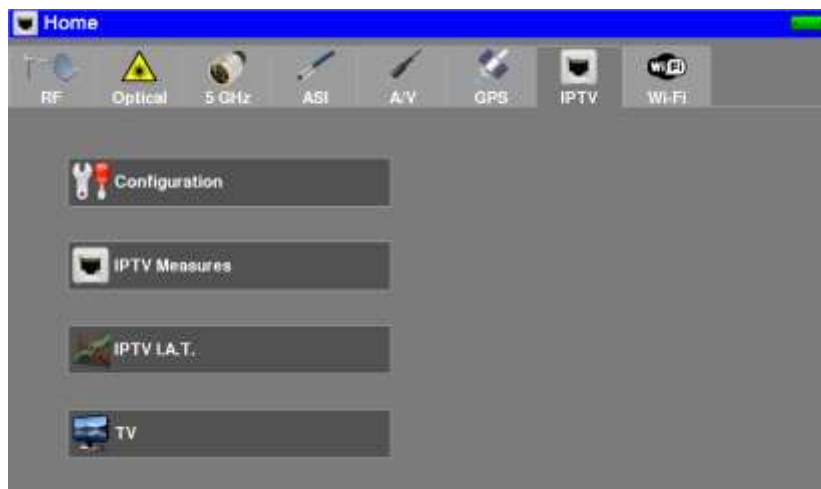 Home
RF Optical 5 GHz ASI A/V GPS IPTV Wi-Fi
Configuration
IPTV Measures
IPTV I.A.T.
TV